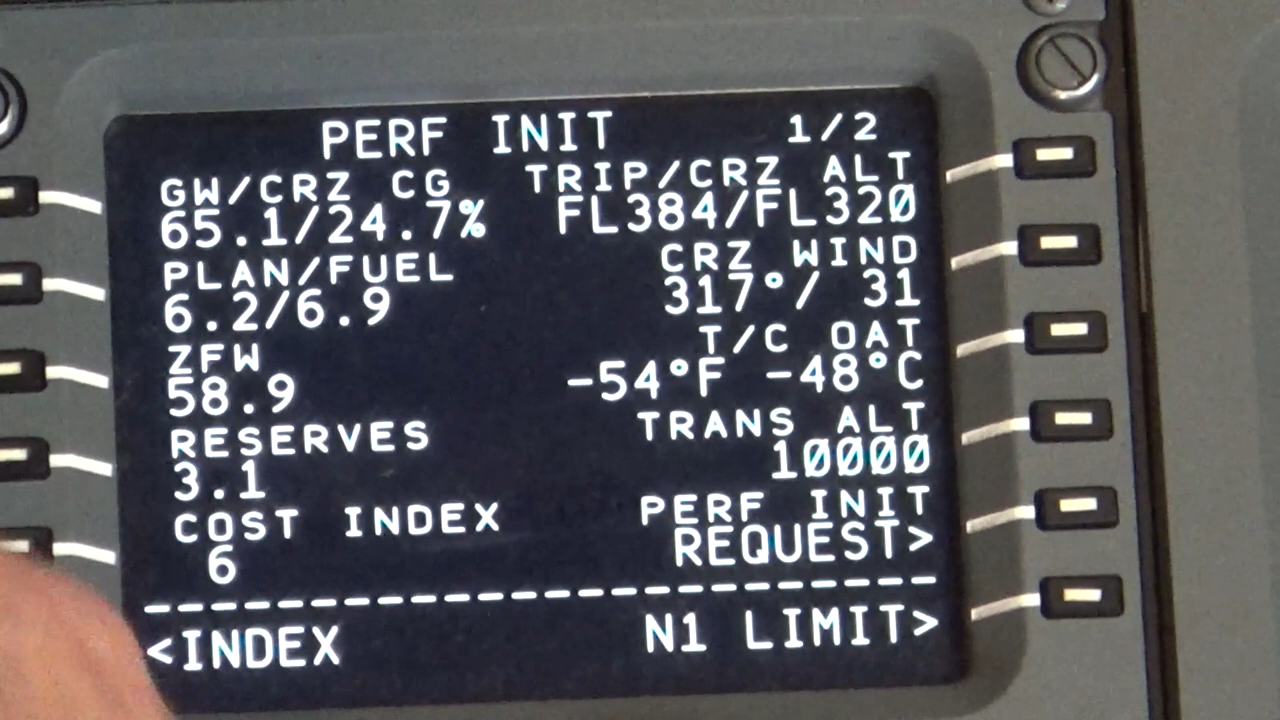 PERF INIT 1/2
GW/CRZ CG TRIP/CRZ ALT
65.1/24.7% FL384/FL320
PLAN/FUEL CRZ WIND
6.2/6.9 317°/ 31
ZFW T/C OAT
58.9 -54°F -48°C
RESERVES TRANS ALT
3.1 10000
COST INDEX PERF INIT
6 REQUEST>
<INDEX N1 LIMIT>